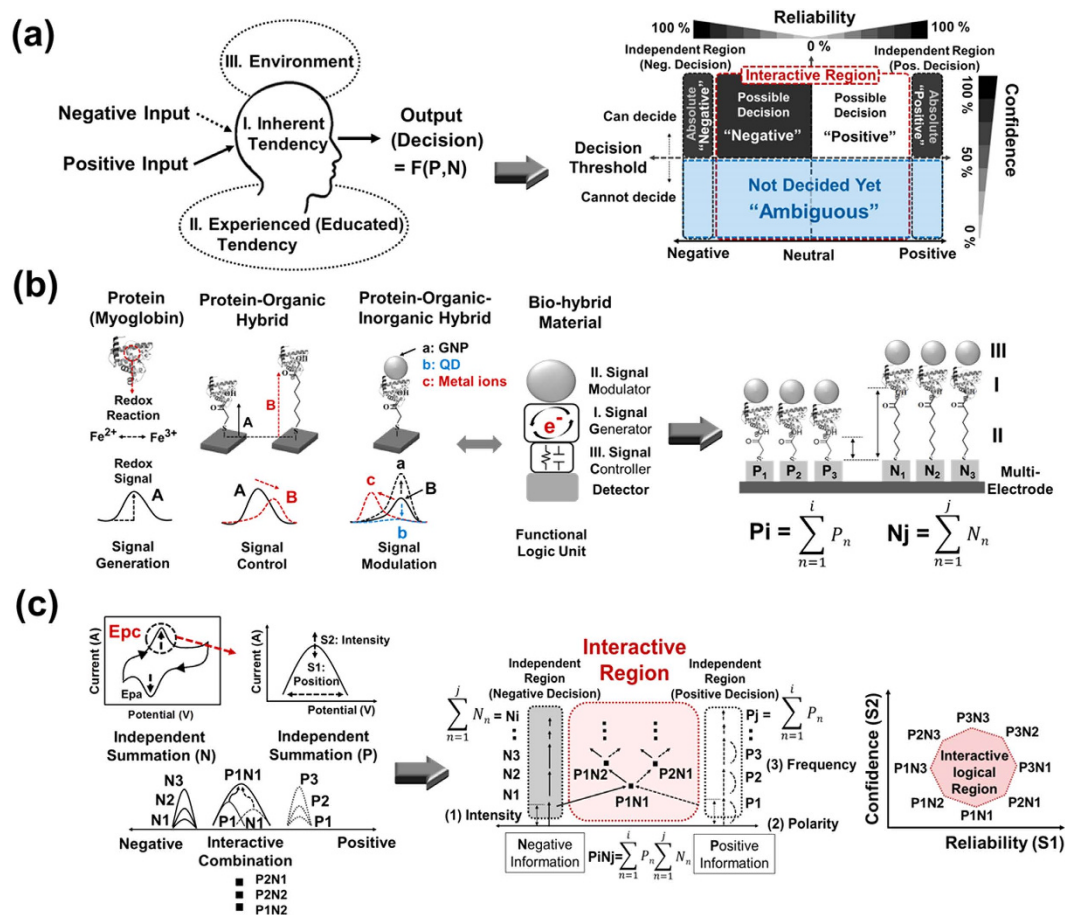 (a)
III. Environment
Negative Input
Positive Input
I. Inherent
Tendency
Output
(Decision)
= F(P,N)
II. Experienced (Educated)
Tendency
Reliability
100 %
100 %
0 %
Independent Region
(Neg. Decision)
Independent Region
(Pos. Decision)
Interactive Region
Can decide
Decision
Threshold
Cannot decide
Absolute
"Negative"
Possible
Decision
"Negative"
Possible
Decision
"Positive"
Absolute
"Positive"
Not Decided Yet
"Ambiguous"
100 %
50 %
0 %
Confidence
Negative
Neutral
Positive
(b)
Protein
(Myoglobin)
Redox
Reaction
Fe2+
Fe3+
Redox
Signal
A
Signal
Generation
Protein-Organic
Hybrid
A
B
A
B
Signal
Control
Protein-Organic-
Inorganic Hybrid
a: GNP
b: QD
c: Metal ions
a
c
B
b
Signal
Modulation
Bio-hybrid
Material
II. Signal
Modulator
e-
I. Signal
Generator
III. Signal
Controller
Detector
Functional
Logic Unit
III
I
II
P1 P2 P3
N1 N2 N3
Multi-
Electrode
Pi = ∑ i n=1 Pn
Nj = ∑ j n=1 Nn
(c)
Current (A)
Epc
Epa
Potential (V)
Current (A)
S2: Intensity
S1:
Position
Potential (V)
Independent
Summation (N)
Independent
Summation (P)
N3
N2
N1
P1N1
P1
N1
P3
P2
P1
Negative
Interactive
Combination
Positive
P2N1
P2N2
P1N2
Interactive
Region
Independent
Region
(Negative Decision)
Independent
Region
(Positive Decision)
∑ j n=1 Nn = Ni
Pj = ∑ i n=1 Pn
N3
N2
N1
P1N2
P2N1
P1N1
P3
P2
P1
(3) Frequency
(1) Intensity
(2) Polarity
Negative
Information
PiNj= ∑ i n=1 Pn ∑ j n=1 Nn
Positive
Information
Confidence (S2)
P3N3
P2N3
P3N2
P1N3
P3N1
P1N2
P2N1
P1N1
Interactive
logical
Region
Reliability (S1)